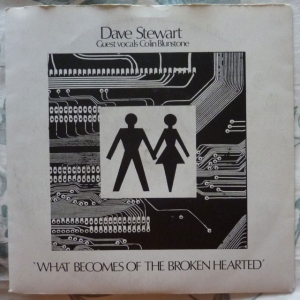 Dave Stewart
Guest vocals Colin Blunstone
'WHAT BECOMES OF THE BROKEN HEARTED'